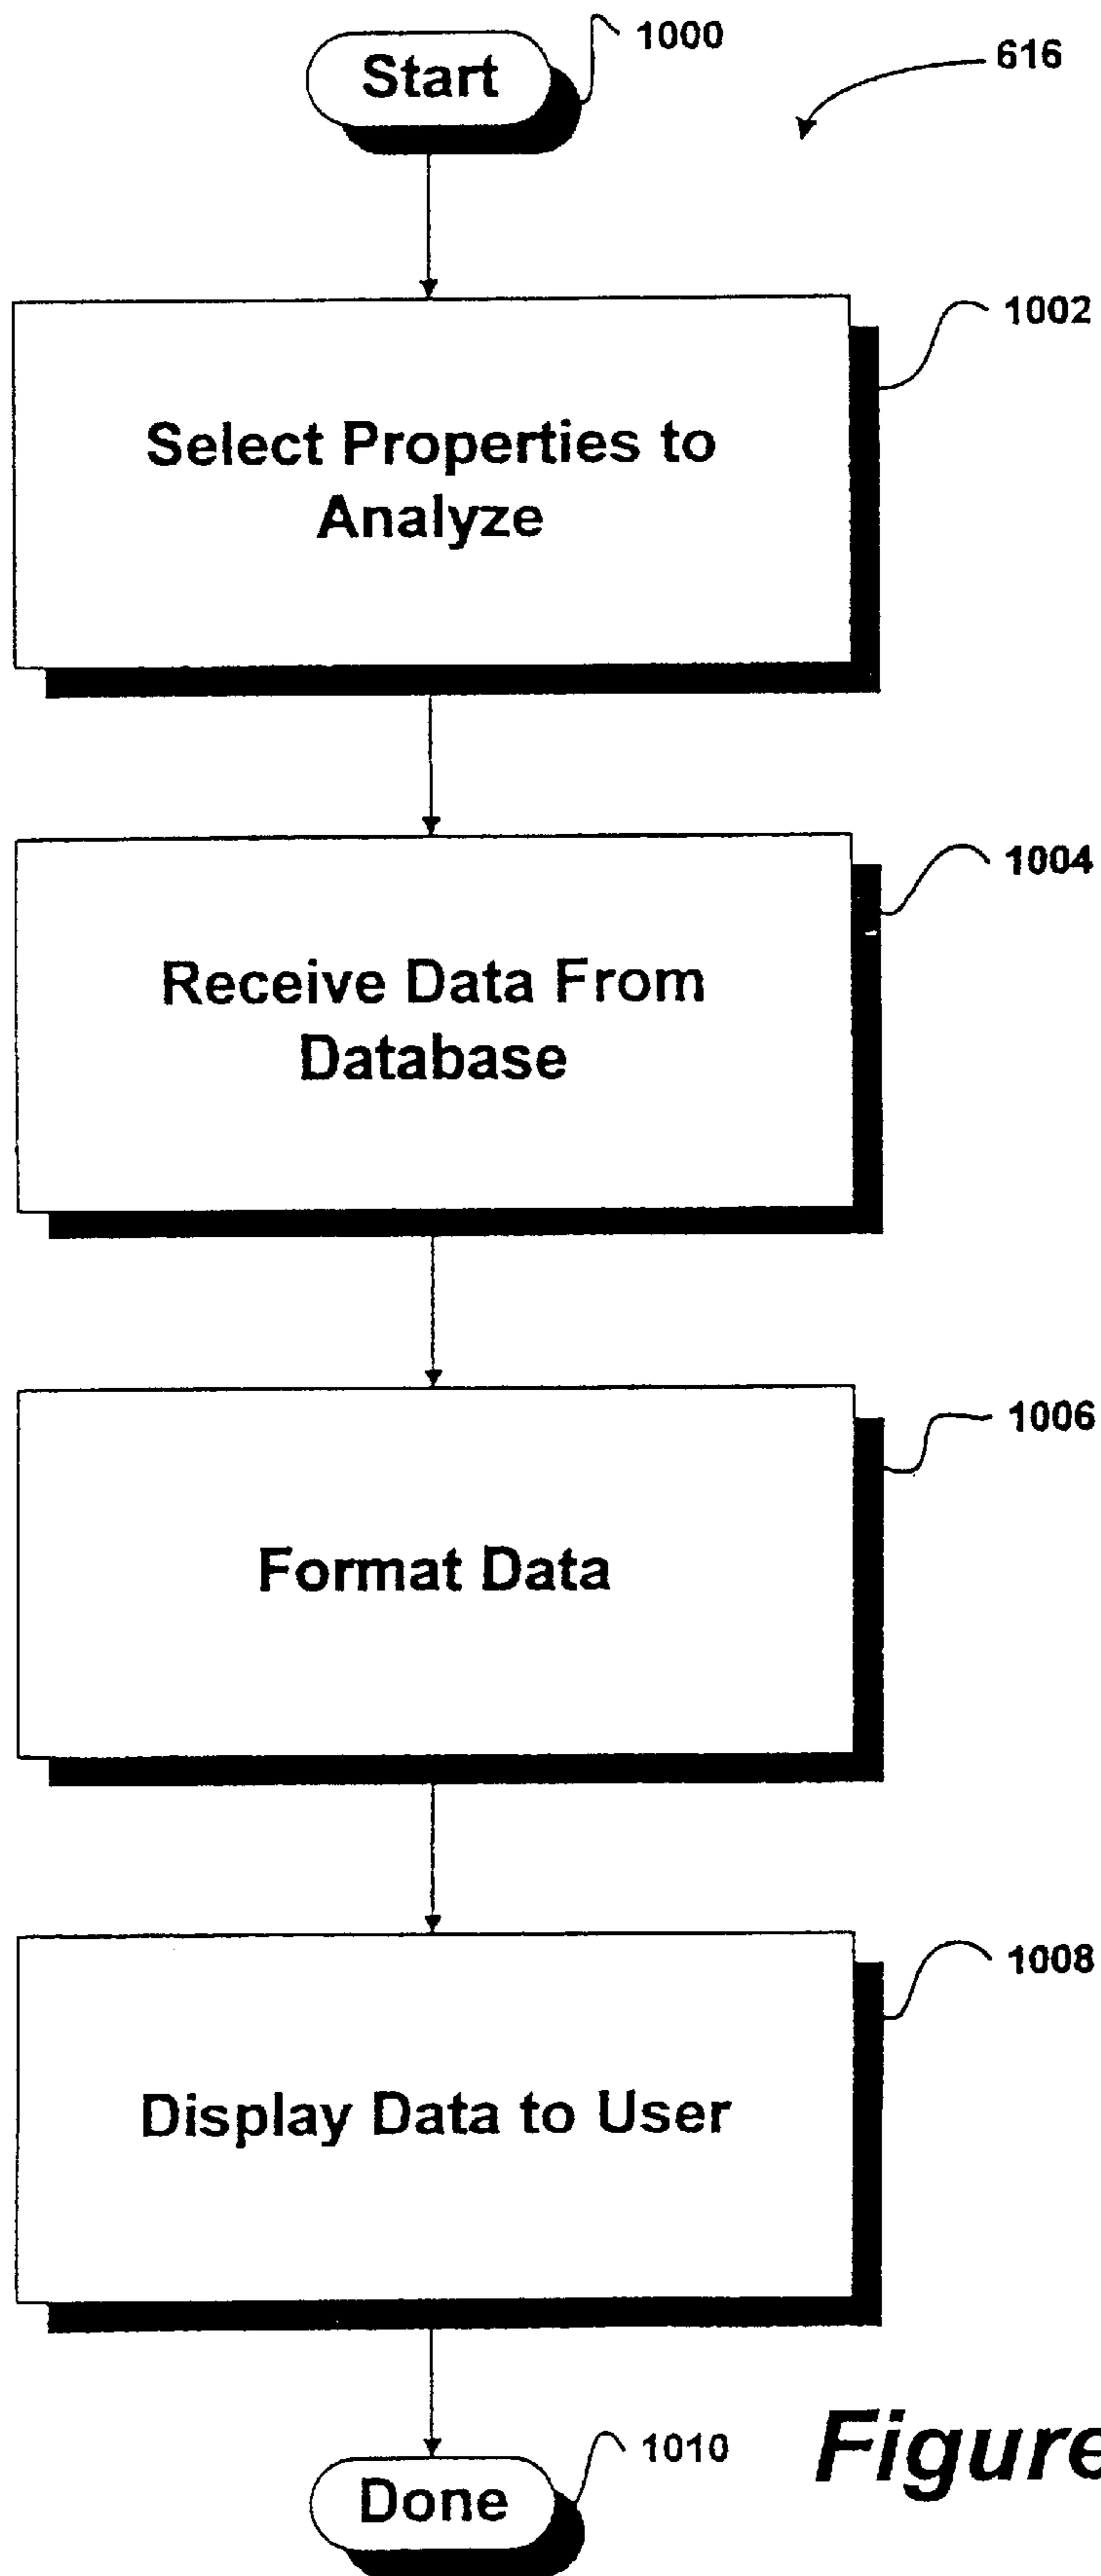 Start
1000
616
1002
Select Properties to
Analyze
1004
Receive Data From
Database
1006
Format Data
1008
Display Data to User
1010
Done
Figure